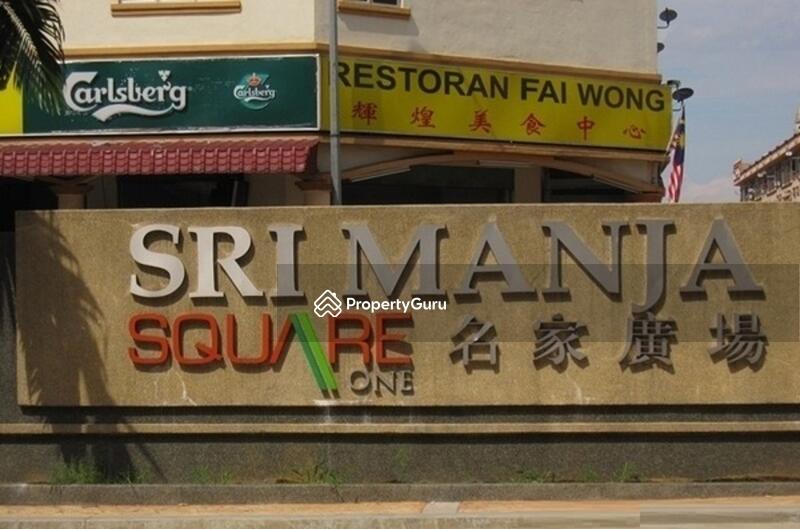 Carlsberg
Carlsberg
RESTORAN FAI WONG
輝煌美食中心
SRI MANJA
PropertyGuru
SQUARE
ONE
名家廣場